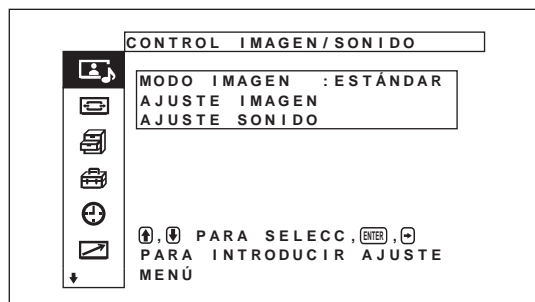 CONTROL IMAGEN/SONIDO
MODO IMAGEN :ESTÁNDAR
AJUSTE IMAGEN
AJUSTE SONIDO
, PARA SELECC, ENTER ,
PARA INTRODUCIR AJUSTE
MENÚ